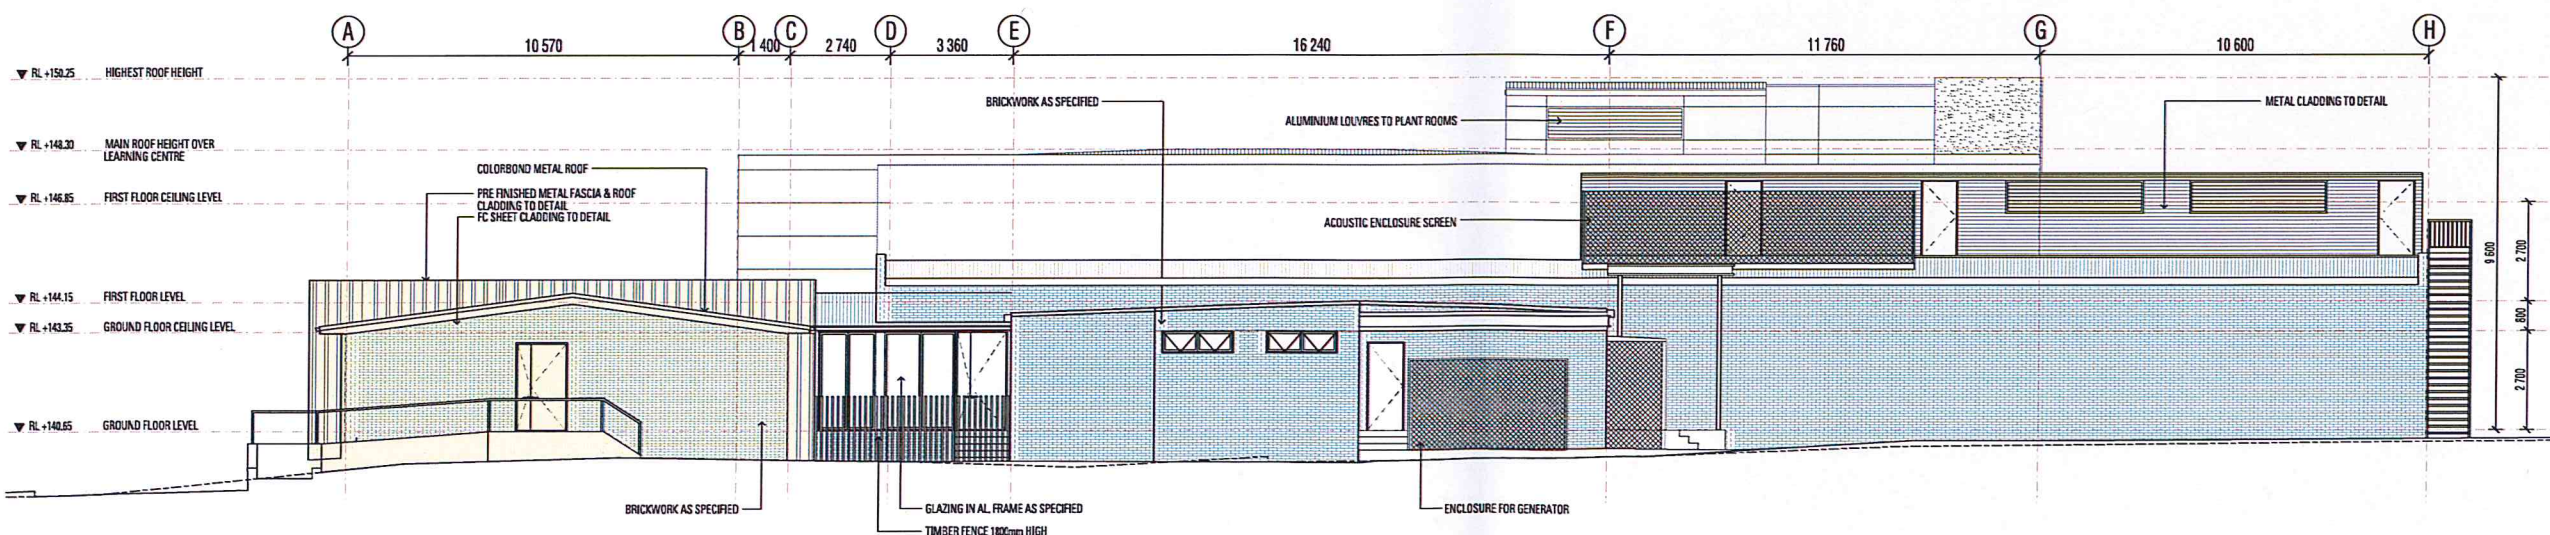 A
B
C
D
E
F
G
H
10 570
1 400
2 740
3 360
16 240
11 760
10 600
RL +150.25 HIGHEST ROOF HEIGHT
BRICKWORK AS SPECIFIED
METAL CLADDING TO DETAIL
ALUMINIUM LOUVRES TO PLANT ROOMS
RL +148.30 MAIN ROOF HEIGHT OVER
LEARNING CENTRE
COLORBOND METAL ROOF
PRE FINISHED METAL FASCIA & ROOF
CLADDING TO DETAIL
RL +146.85 FIRST FLOOR CEILING LEVEL
FC SHEET CLADDING TO DETAIL
ACOUSTIC ENCLOSURE SCREEN
9 600
2 700
RL +144.15 FIRST FLOOR LEVEL
800
RL +143.35 GROUND FLOOR CEILING LEVEL
2 700
RL +140.65 GROUND FLOOR LEVEL
BRICKWORK AS SPECIFIED
GLAZING IN AL. FRAME AS SPECIFIED
ENCLOSURE FOR GENERATOR
TIMBER FENCE 1800mm HIGH